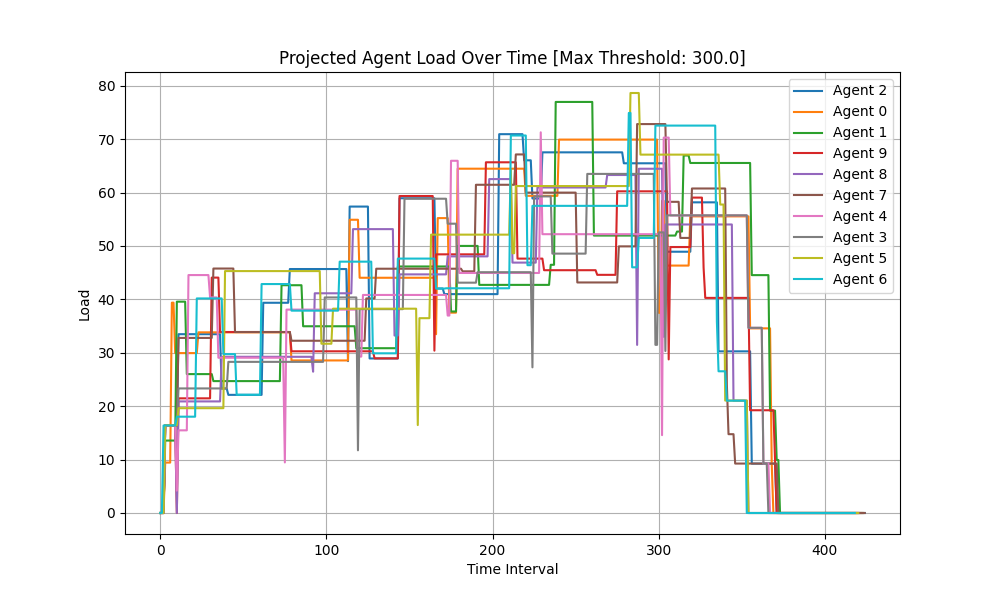 Projected Agent Load Over Time [Max Threshold: 300.0]
80
70
60
50
40
30
20
10
0
Load
0 100 200 300 400
Time Interval
Agent 2
Agent 0
Agent 1
Agent 9
Agent 8
Agent 7
Agent 4
Agent 3
Agent 5
Agent 6